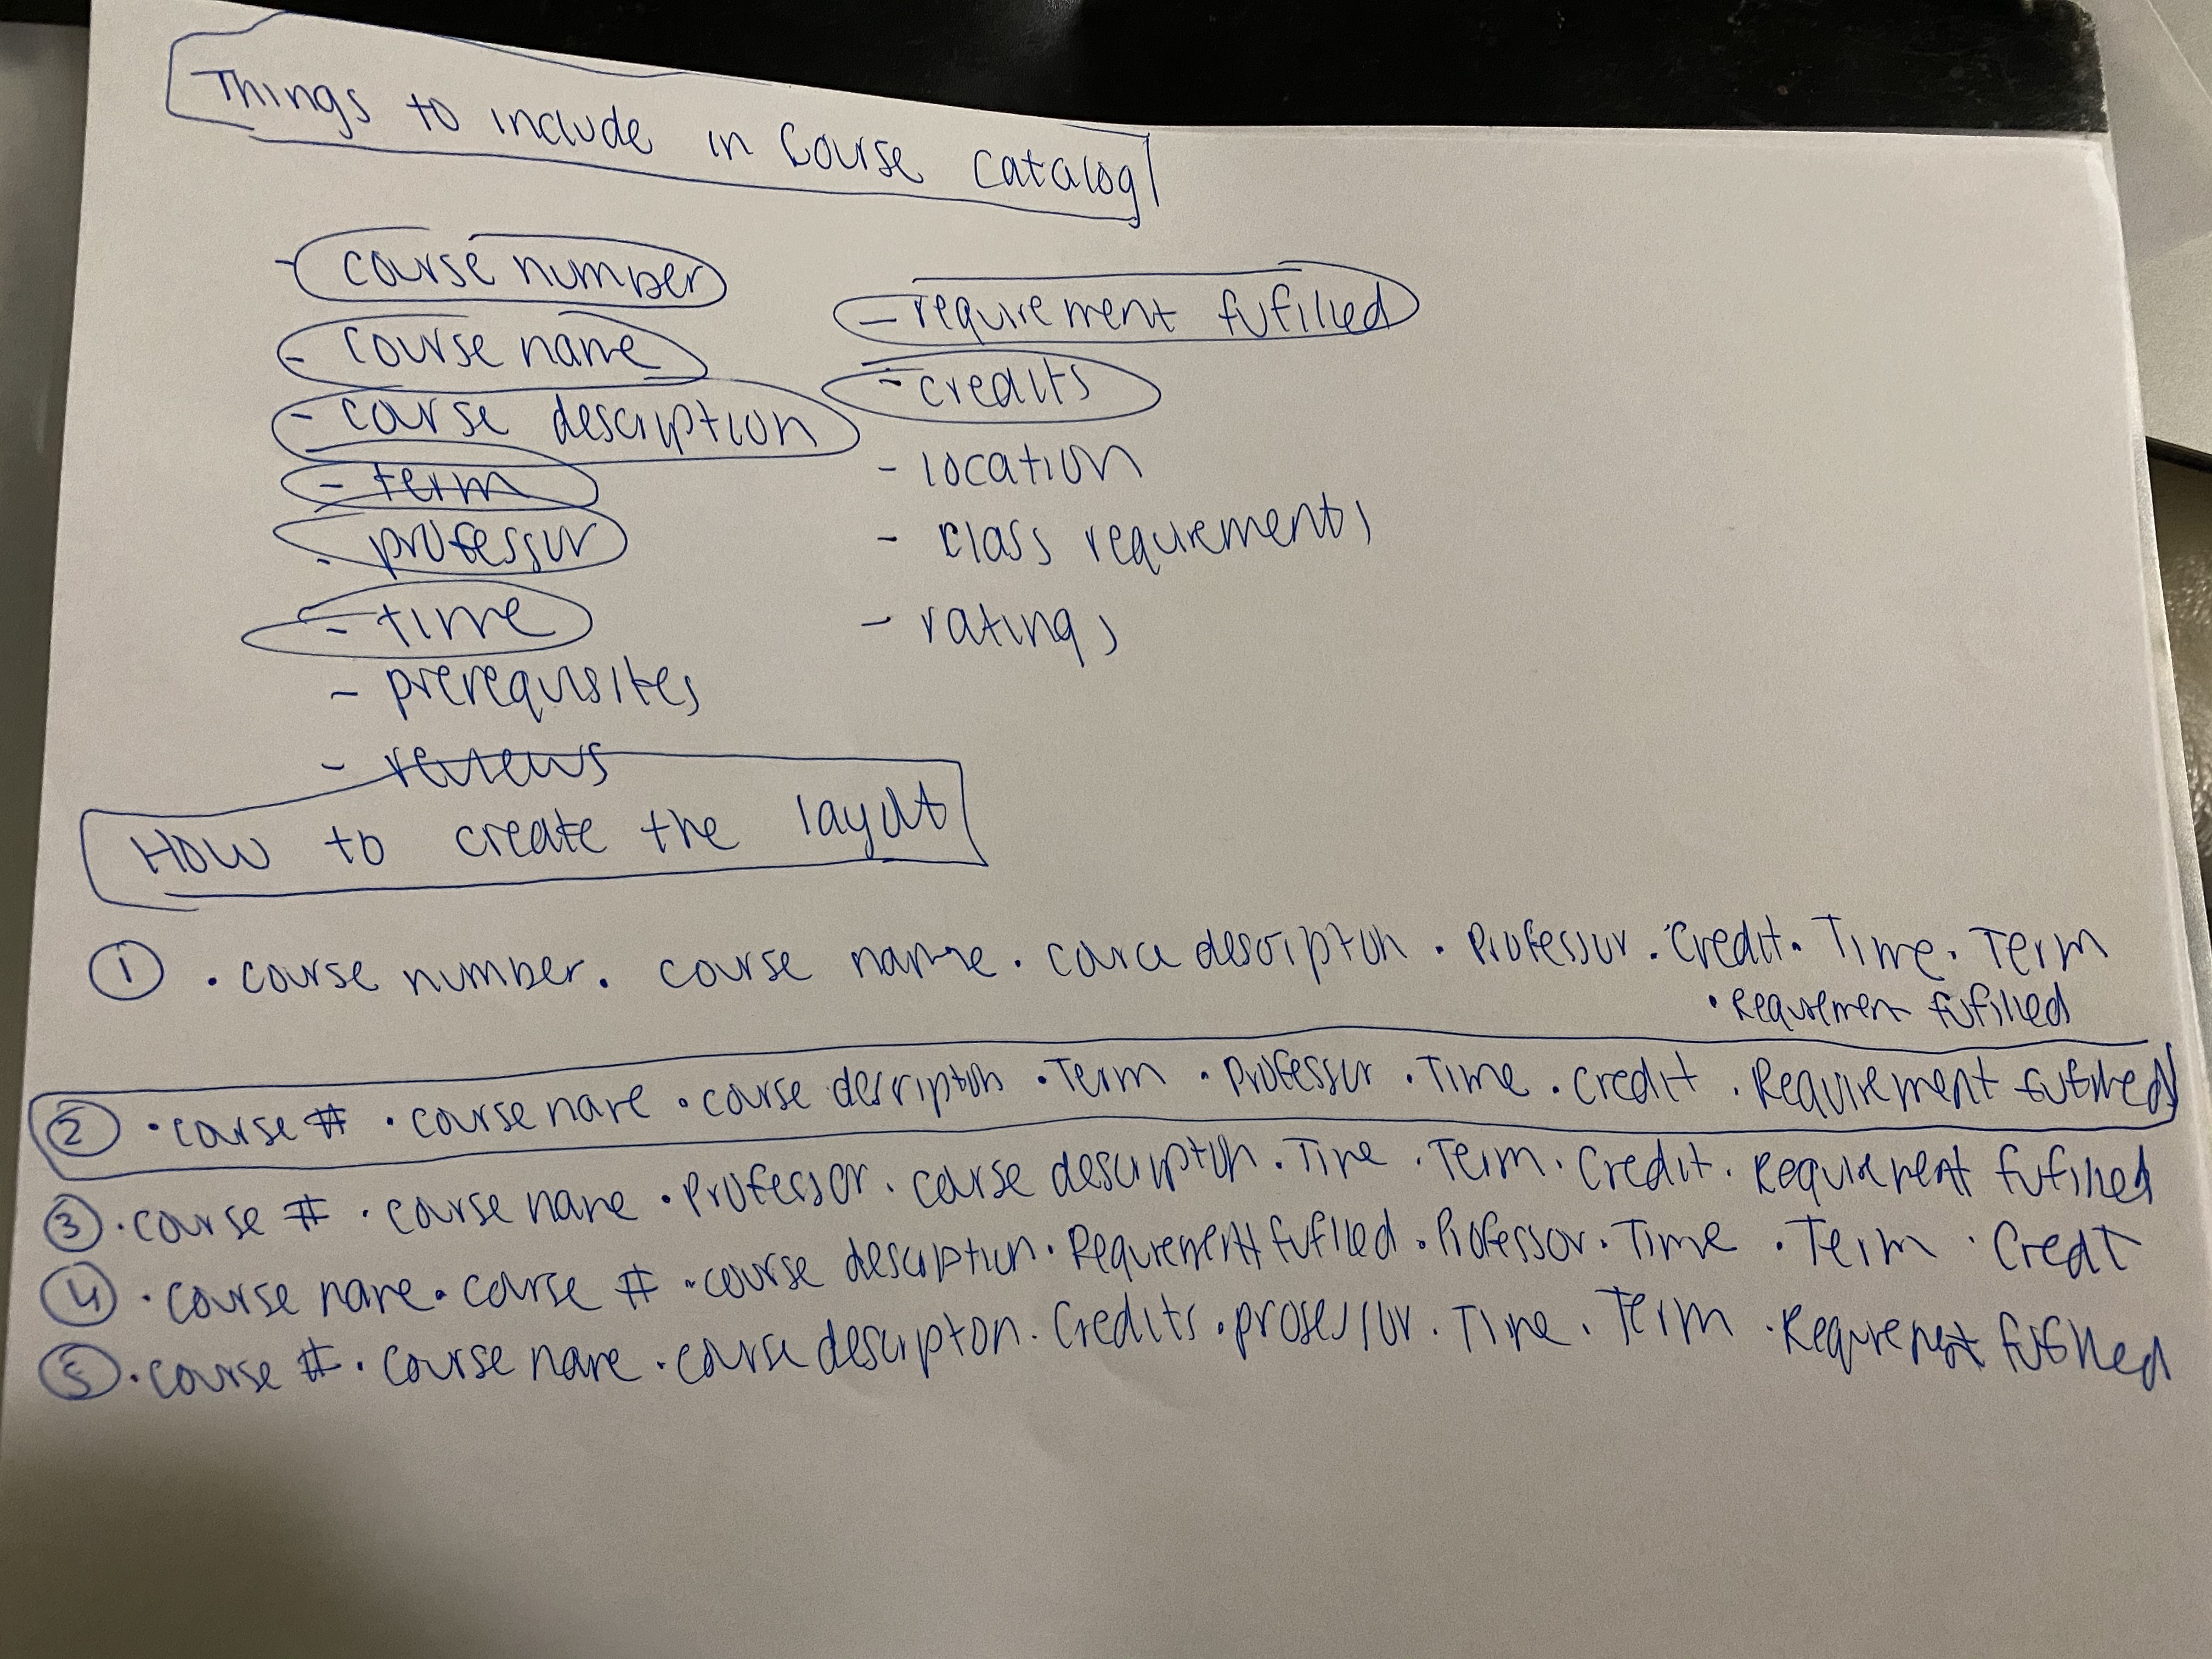 Things to include in Course Catalog
- course number
- course name
- course description
- term
- professor
- time
- prerequisites
- reviews
- requirement fufilled
- credits
- location
- class requirements
- ratings
How to create the layout
① • course number • course name • course description • Professor • Credit • Time • Term
• Requirement fufilled
② • course # • course name • course description • Term • Professor • Time • Credit • Requirement fufilled
③ • course # • course name • Professor • course description • Time • Term • Credit • Requirement fufilled
④ • course name • course # • course description • Requirement fufilled • Professor • Time • Term • Credit
⑤ • course # • course name • course description • Credits • professor • Time • Term • Requirement fufilled